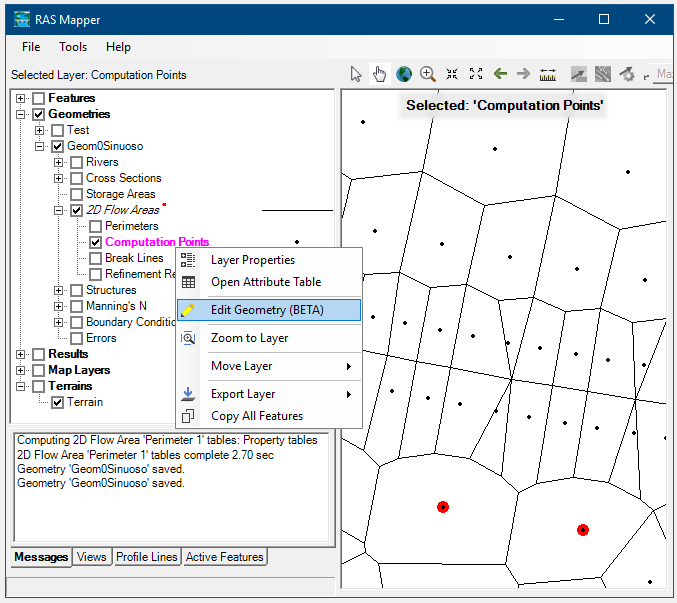 RAS Mapper
File Tools Help
Selected Layer: Computation Points
Features
Geometries
Test
Geom0Sinuoso
Rivers
Cross Sections
Storage Areas
2D Flow Areas
Perimeters
Computation Points
Break Lines
Refinement Re
Structures
Manning's N
Boundary Conditio
Errors
Results
Map Layers
Terrains
Terrain
Layer Properties
Open Attribute Table
Edit Geometry (BETA)
Zoom to Layer
Move Layer
Export Layer
Copy All Features
Ma
Selected: 'Computation Points'
Computing 2D Flow Area 'Perimeter 1' tables: Property tables
2D Flow Area 'Perimeter 1' tables complete 2.70 sec
Geometry 'Geom0Sinuoso' saved.
Geometry 'Geom0Sinuoso' saved.
Messages Views Profile Lines Active Features